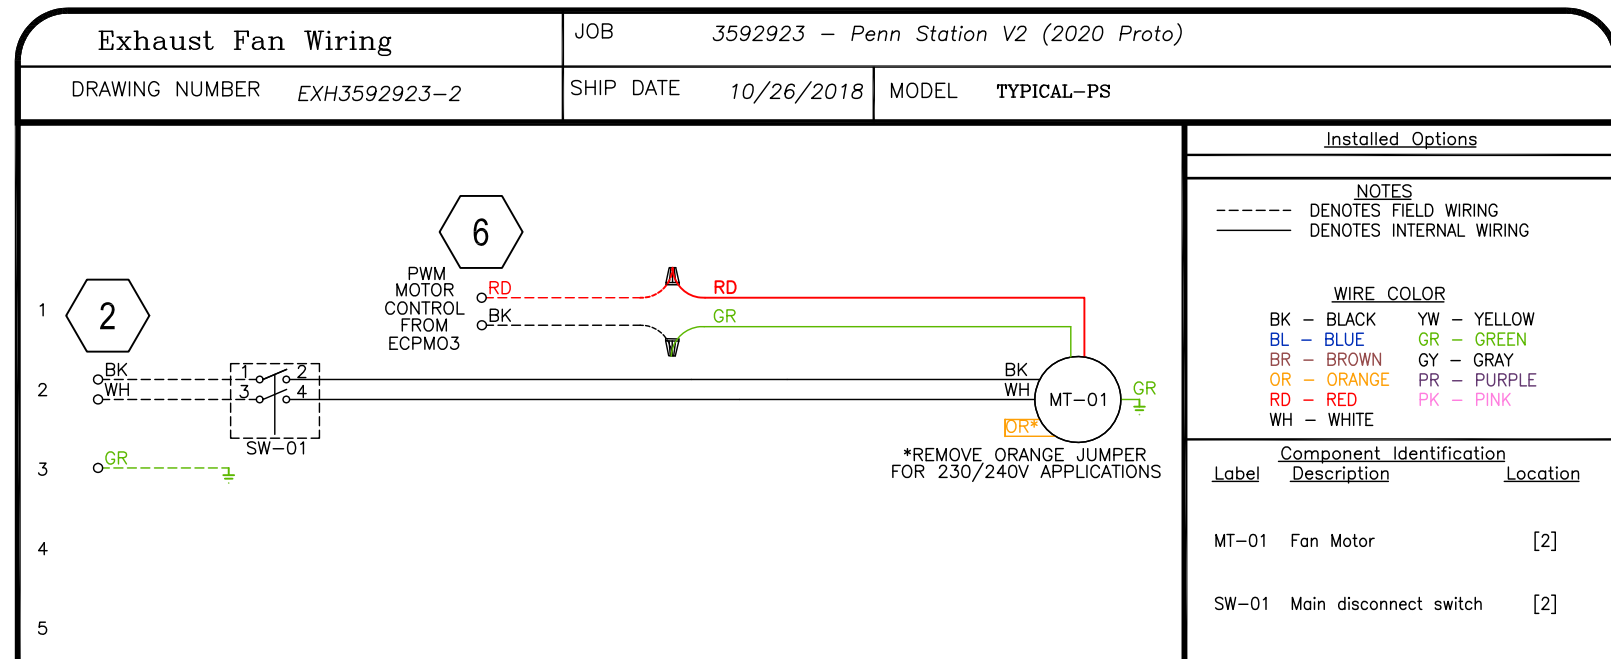 Exhaust Fan Wiring
JOB 3592923 - Penn Station V2 (2020 Proto)
DRAWING NUMBER EXH3592923-2
SHIP DATE 10/26/2018
MODEL TYPICAL-PS
6
PWM
MOTOR
CONTROL
FROM
ECPM03
RD
BK
RD
GR
1
2
2
BK
WH
1 2
3 4
SW-01
BK
WH
MT-01
GR
OR*
*REMOVE ORANGE JUMPER
FOR 230/240V APPLICATIONS
3
GR
4
5
Installed Options
NOTES
DENOTES FIELD WIRING
DENOTES INTERNAL WIRING
WIRE COLOR
BK - BLACK YW - YELLOW
BL - BLUE GR - GREEN
BR - BROWN GY - GRAY
OR - ORANGE PR - PURPLE
RD - RED PK - PINK
WH - WHITE
Component Identification
Label Description Location
MT-01 Fan Motor [2]
SW-01 Main disconnect switch [2]